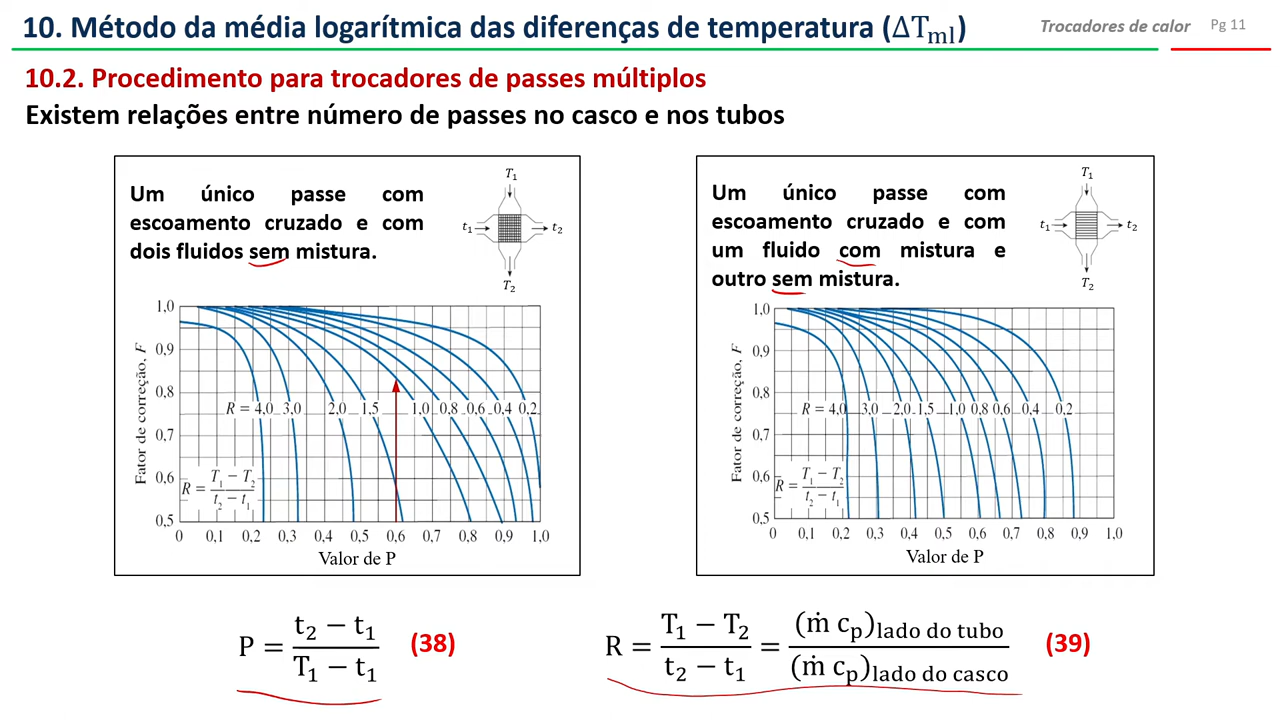 10. Método da média logarítmica das diferenças de temperatura (ΔTml)
Trocadores de calor
Pg 11
10.2. Procedimento para trocadores de passes múltiplos
Existem relações entre número de passes no casco e nos tubos
Um único passe com
escoamento cruzado e com
dois fluidos sem mistura.
T1
t1
t2
T2
Fator de correção, F
1,0
0,9
0,8
0,7
0,6
0,5
R = 4,0 3,0 2,0 1,5 1,0 0,8 0,6 0,4 0,2
R = T1 − T2 / t2 − t1
0 0,1 0,2 0,3 0,4 0,5 0,6 0,7 0,8 0,9 1,0
Valor de P
Um único passe com
escoamento cruzado e com
um fluido com mistura e
outro sem mistura.
T1
t1
t2
T2
Fator de correção, F
1,0
0,9
0,8
0,7
0,6
0,5
R = 4,0 3,0 2,0 1,5 1,0 0,8 0,6 0,4 0,2
R = T1 − T2 / t2 − t1
0 0,1 0,2 0,3 0,4 0,5 0,6 0,7 0,8 0,9 1,0
Valor de P
P = t2 − t1 / T1 − t1 (38)
R = T1 − T2 / t2 − t1 = (ṁ cp)lado do tubo / (ṁ cp)lado do casco (39)